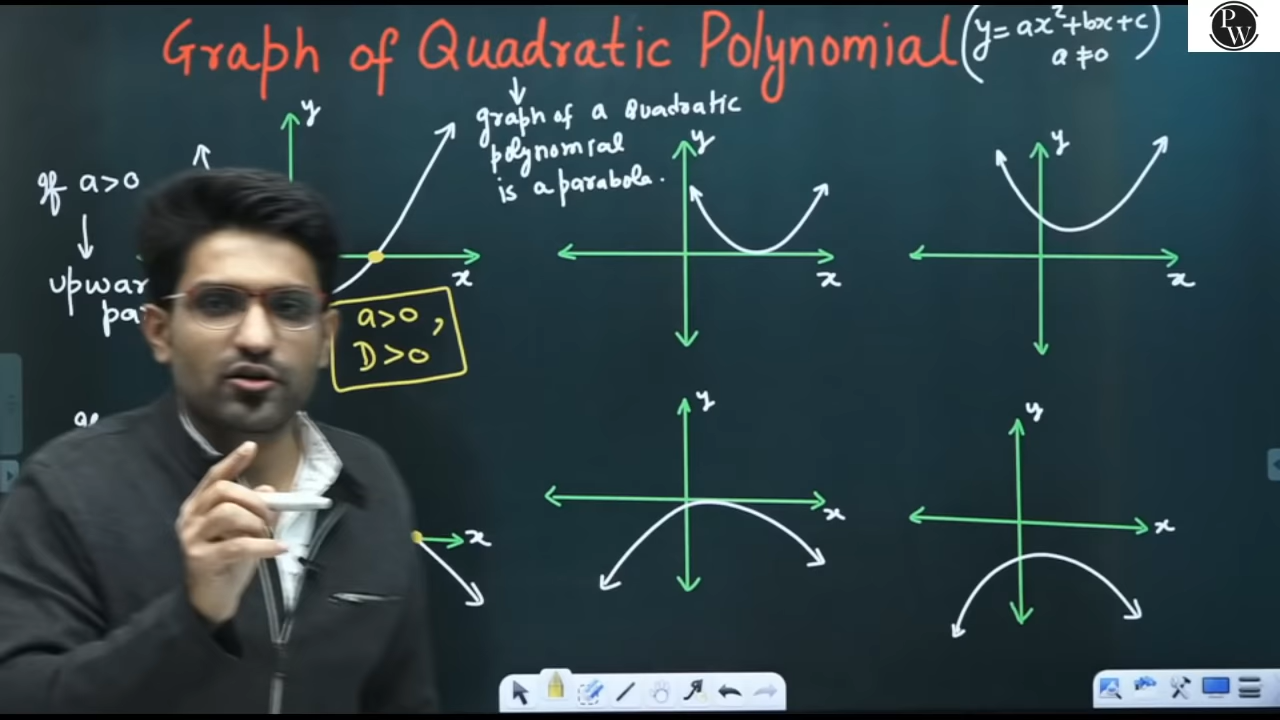 Graph of Quadratic Polynomial (y = ax²+bx+c
a ≠ 0)
PW
graph of a Quadratic
polynomial
is a parabola.
If a>0
upwar
pa
a>0,
D>0
y
x
y
x
y
x
x
y
x
y
x